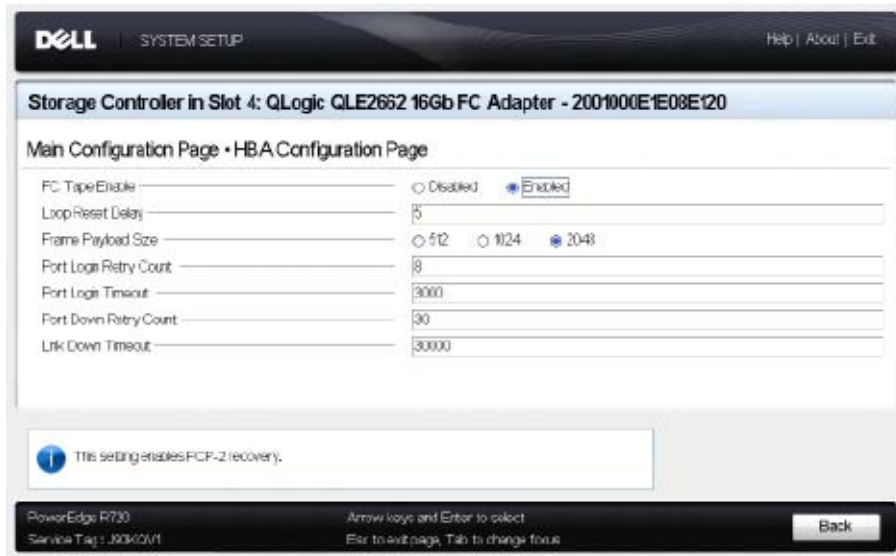 DELL SYSTEM SETUP Help | About | Exit
Storage Controller in Slot 4: QLogic QLE2662 16Gb FC Adapter - 2001000E1E08E120
Main Configuration Page • HBA Configuration Page
FC Tape Enable Disabled Enabled
Loop Reset Delay 5
Frame Payload Size 512 1024 2048
Port Login Retry Count 8
Port Login Timeout 3000
Port Down Retry Count 30
Link Down Timeout 30000
This setting enables FCP-2 recovery.
PowerEdge R730 Arrow keys and Enter to select
Service Tag : Esc to exit page, Tab to change focus
Back